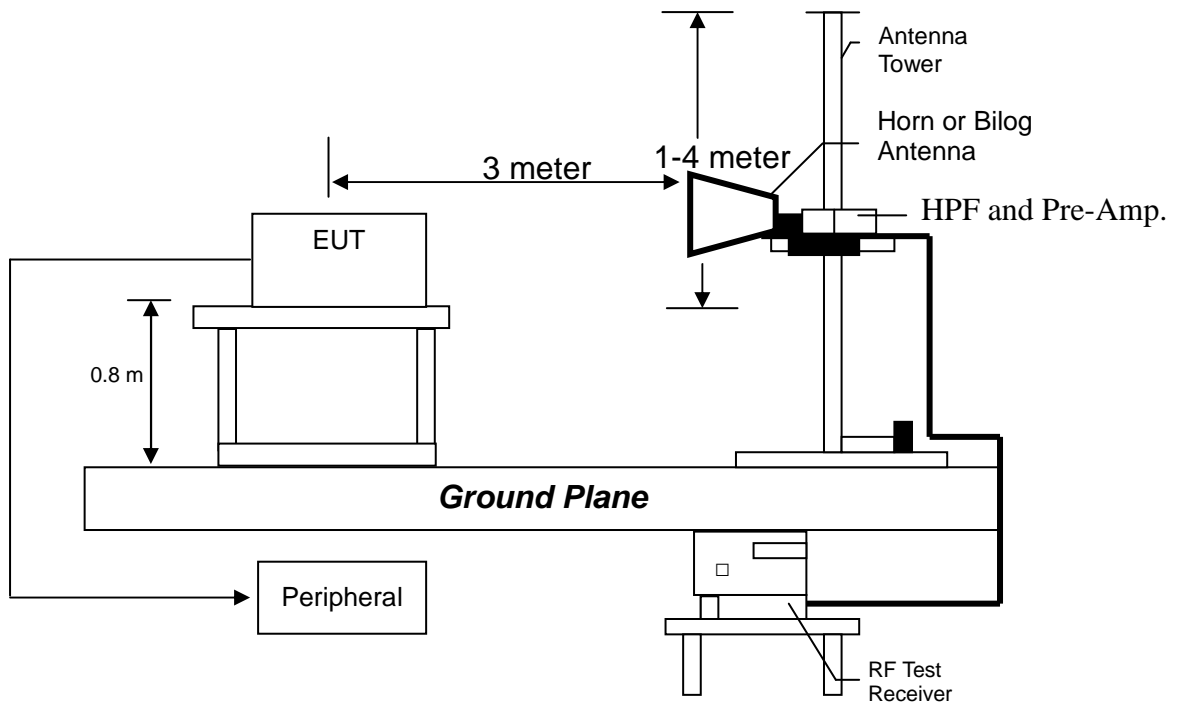 Antenna
Tower
Horn or Bilog
Antenna
1-4 meter
3 meter
HPF and Pre-Amp.
EUT
0.8 m
Ground Plane
Peripheral
RF Test
Receiver